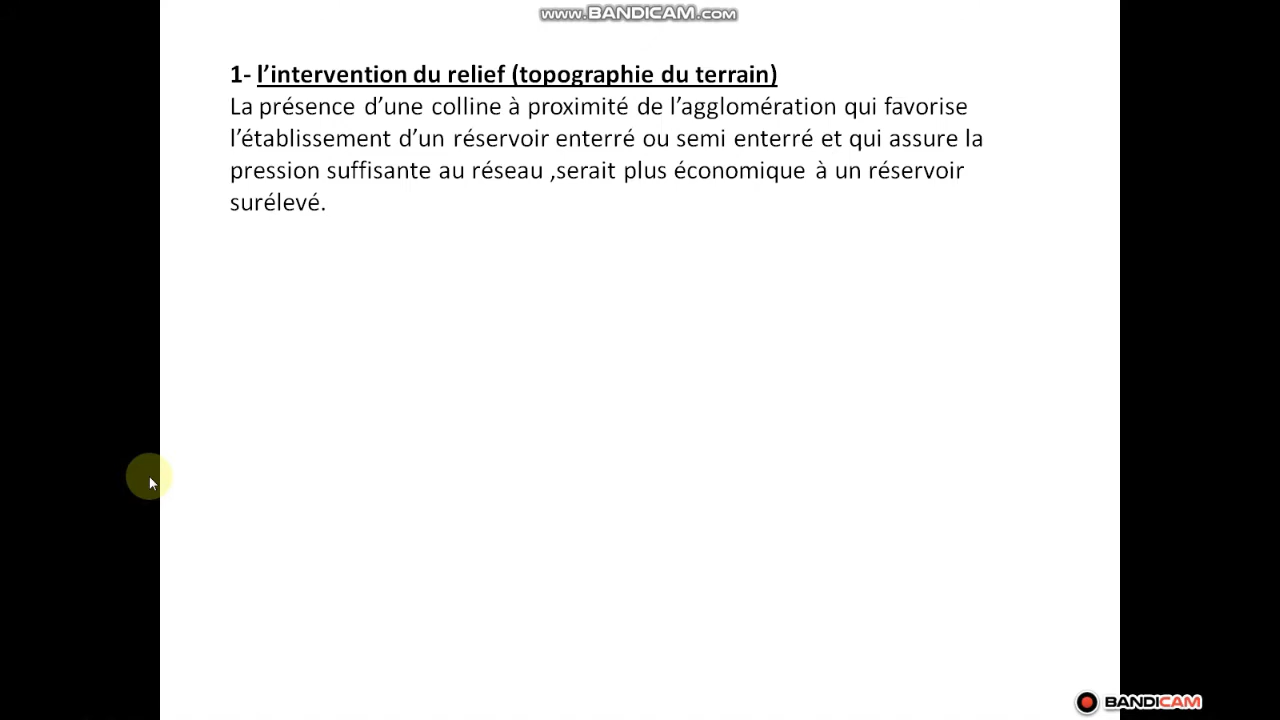 www.BANDICAM.com
1- l’intervention du relief (topographie du terrain)
La présence d’une colline à proximité de l’agglomération qui favorise
l’établissement d’un réservoir enterré ou semi enterré et qui assure la
pression suffisante au réseau ,serait plus économique à un réservoir
surélevé.
BANDICAM